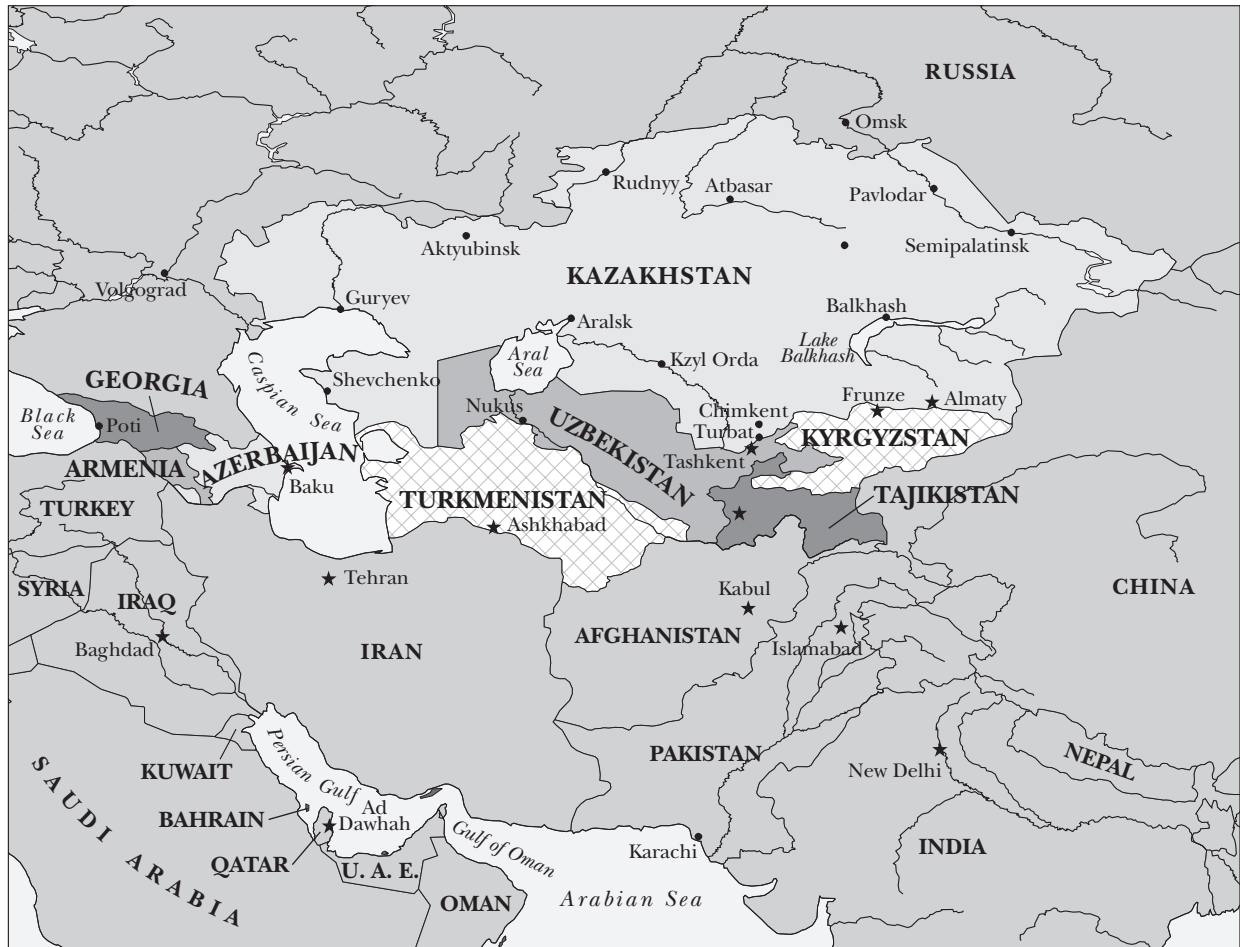 RUSSIA
Omsk
Rudnyy
Atbasar
Pavlodar
Aktyubinsk
Semipalatinsk
KAZAKHSTAN
Volgograd
Guryev
Balkhash
Aralsk
Lake
Balkhash
Aral
Sea
Kzyl Orda
Caspian Sea
GEORGIA
Shevchenko
Frunze
Almaty
Black
Sea
Poti
Nukus
Chimkent
Turbat
UZBEKISTAN
KYRGYZSTAN
Tashkent
ARMENIA
AZERBAIJAN
Baku
TURKEY
TURKMENISTAN
TAJIKISTAN
Ashkhabad
Tehran
SYRIA
IRAQ
Kabul
CHINA
Baghdad
IRAN
AFGHANISTAN
Islamabad
KUWAIT
Persian Gulf
PAKISTAN
New Delhi
NEPAL
SAUDI ARABIA
BAHRAIN
Ad
Dawhah
QATAR
U. A. E.
Gulf of Oman
Karachi
INDIA
OMAN
Arabian Sea